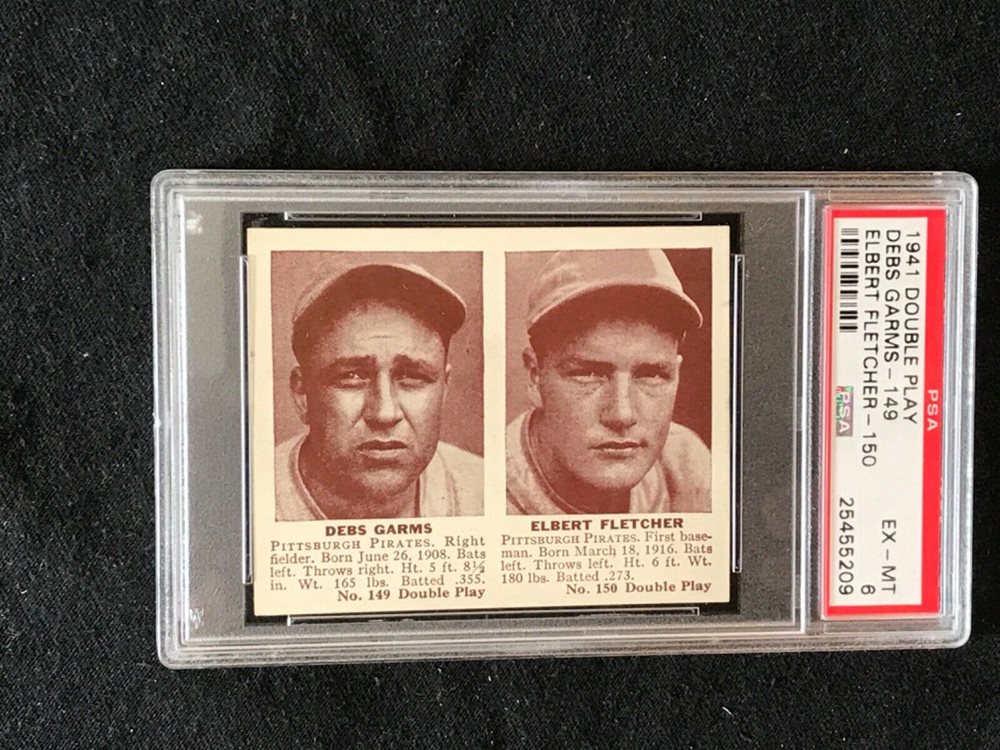 DEBS GARMS
PITTSBURGH PIRATES. Right
fielder. Born June 26, 1908. Bats
left. Throws right. Ht. 5 ft. 8½
in. Wt. 165 lbs. Batted .355.
No. 149 Double Play
ELBERT FLETCHER
PITTSBURGH PIRATES. First base-
man. Born March 18, 1916. Bats
left. Throws left. Ht. 6 ft. Wt.
180 lbs. Batted .273.
No. 150 Double Play
PSA
1941 DOUBLE PLAY
DEBS GARMS-149 EX-MT
ELBERT FLETCHER-150 6
PSA 25455209